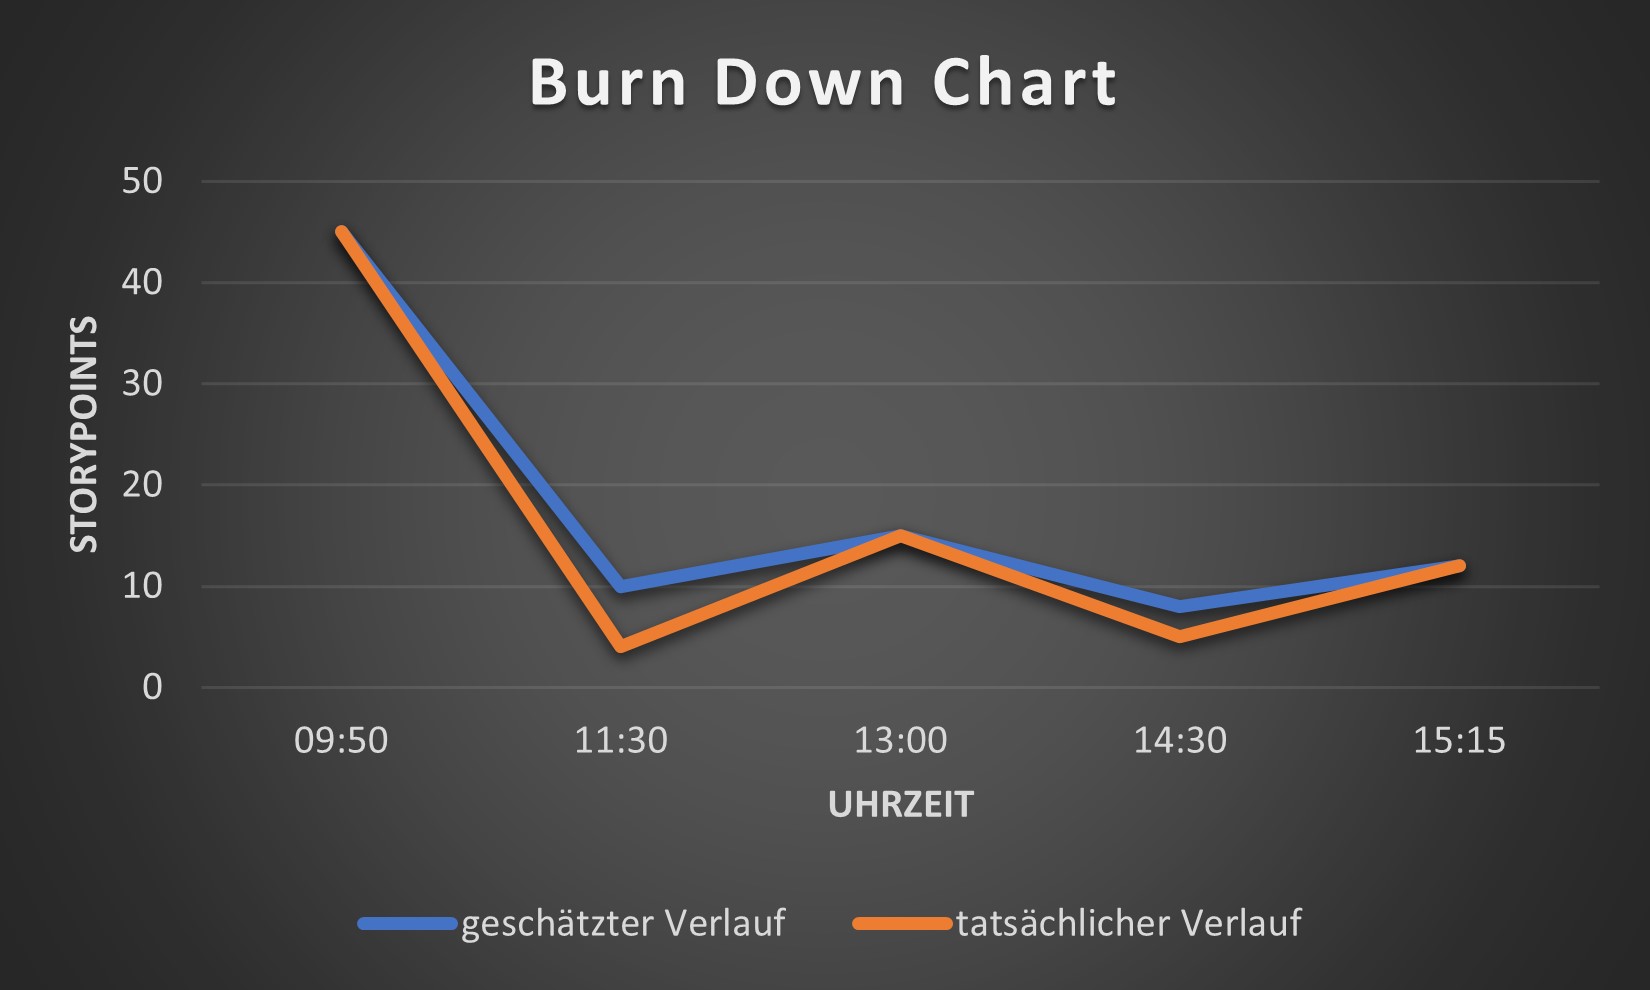 Burn Down Chart
50
40
30
20
10
0
STORYPOINTS
09:50 11:30 13:00 14:30 15:15
UHRZEIT
geschätzter Verlauf tatsächlicher Verlauf